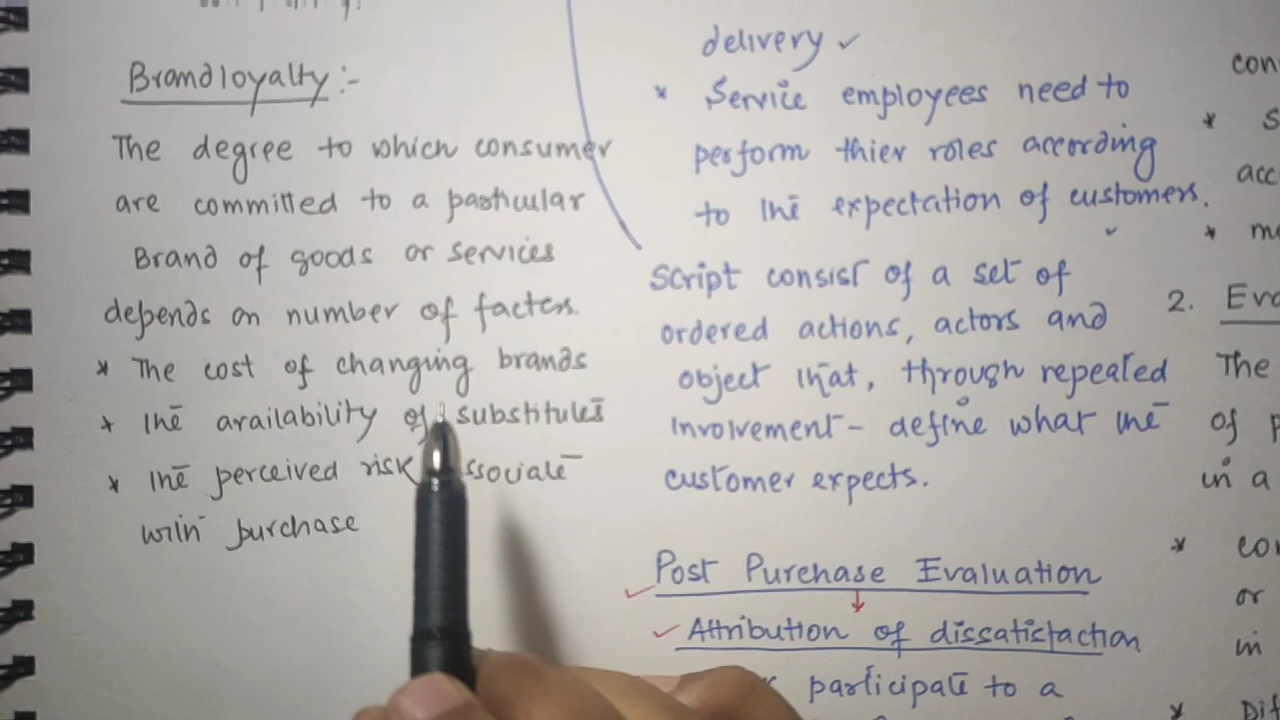 Brand loyalty :-
The degree to which consumer
are committed to a particular
Brand of goods or services
depends on number of factors.
* The cost of changing brands
* The availability of substitutes
* The perceived risk
with purchase
delivery ✓
* Service employees need to
perform thier roles according
to the expectation of customers.
Script consist of a set of
ordered actions, actors and
object that, through repeated
involvement - define what the
customer expects.
Post Purchase Evaluation
Attribution of dissatisfaction
participate to a
*
*
2.
The
of
in a
*
or
in
*